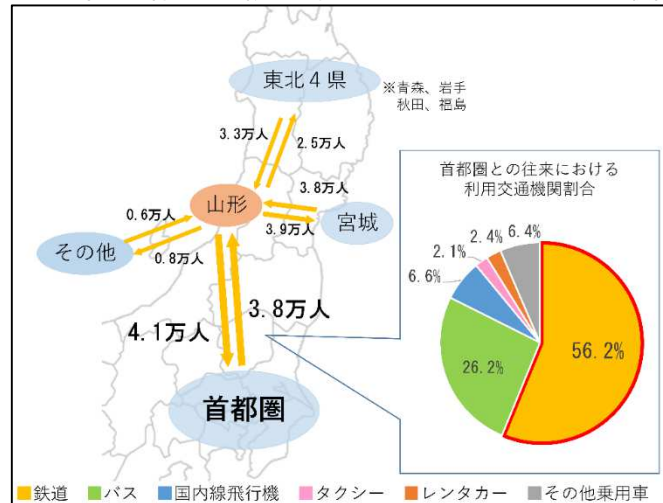 東北4県
※青森、岩手
秋田、福島
3.3万人
2.5万人
山形
3.8万人
3.9万人
宮城
その他
0.6万人
0.8万人
4.1万人
3.8万人
首都圏
首都圏との往来における
利用交通機関割合
56.2%
26.2%
6.6%
2.1%
2.4%
6.4%
鉄道 バス 国内線飛行機 タクシー レンタカー その他乗用車